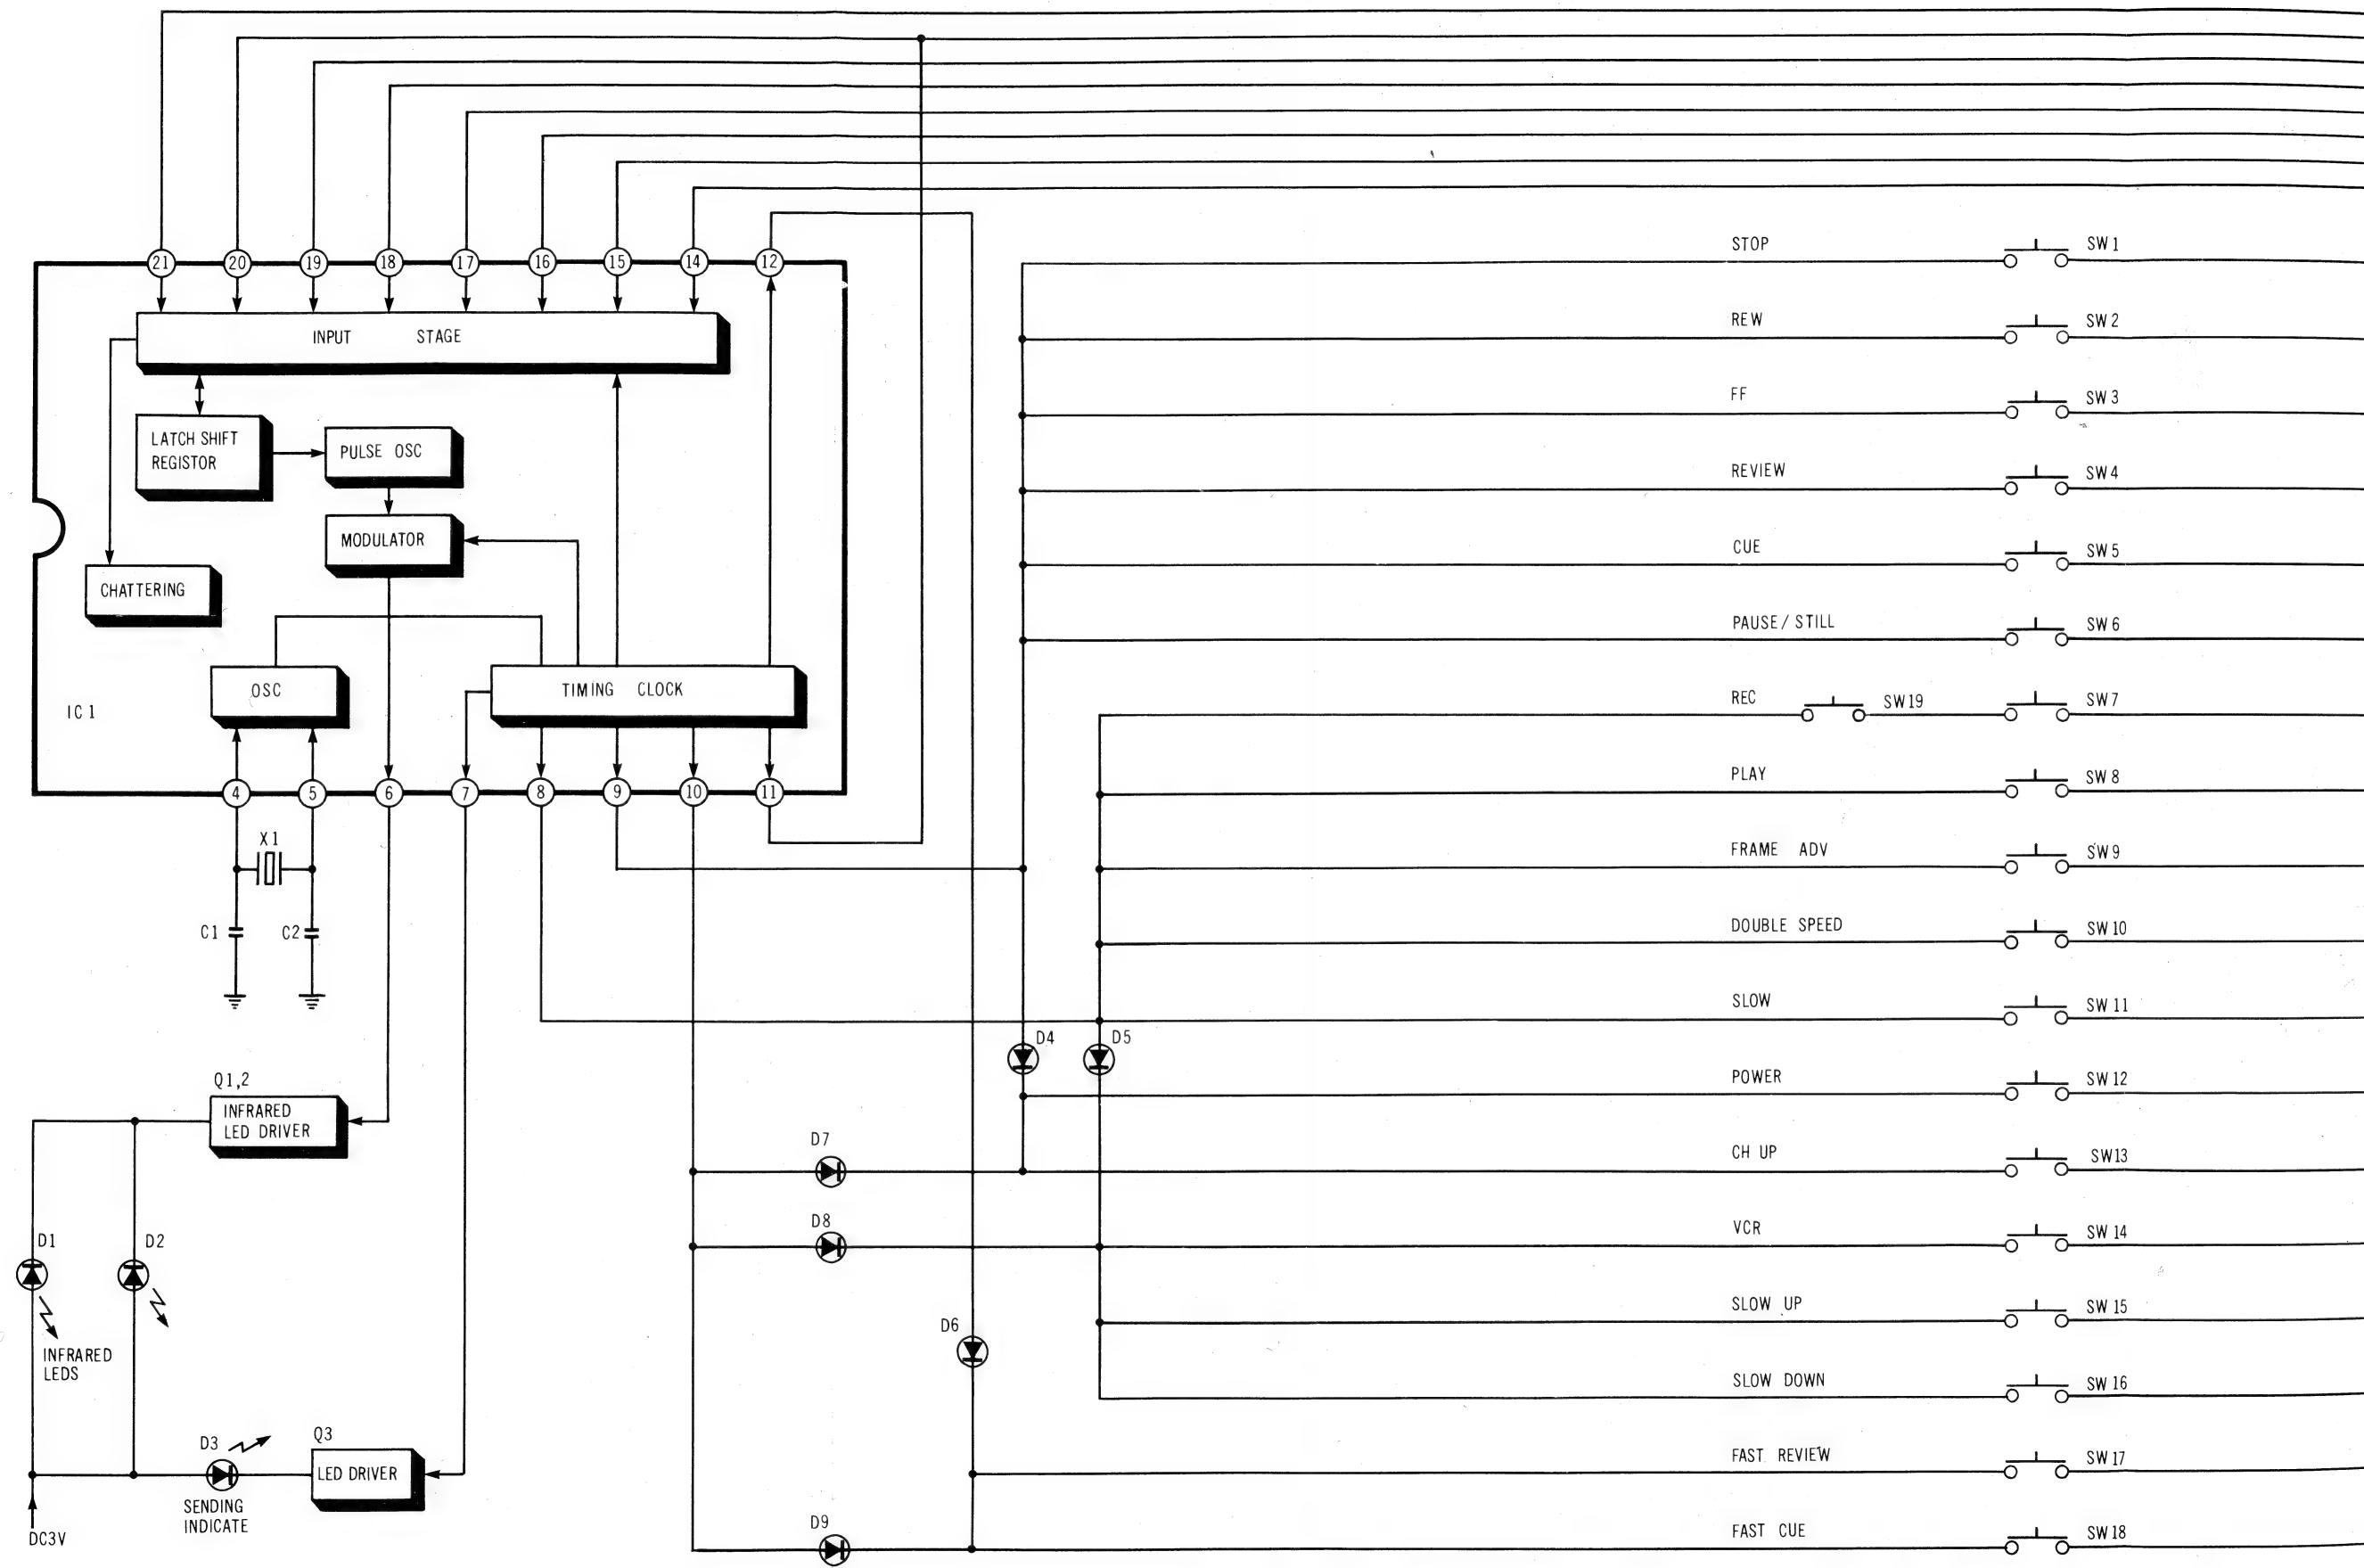 21 20 19 18 17 16 15 14 12
INPUT STAGE
LATCH SHIFT
REGISTOR
PULSE OSC
MODULATOR
CHATTERING
OSC
TIMING CLOCK
IC 1
4 5 6 7 8 9 10 11
X1
C1
C2
Q1,2
INFRARED
LED DRIVER
D1
D2
INFRARED
LEDS
D3
SENDING
INDICATE
Q3
LED DRIVER
DC3V
D4
D5
D7
D8
D6
D9
STOP SW 1
REW SW 2
FF SW 3
REVIEW SW 4
CUE SW 5
PAUSE / STILL SW 6
REC SW19 SW7
PLAY SW 8
FRAME ADV SW 9
DOUBLE SPEED SW 10
SLOW SW 11
POWER SW 12
CH UP SW13
VCR SW 14
SLOW UP SW 15
SLOW DOWN SW 16
FAST REVIEW SW 17
FAST CUE SW 18